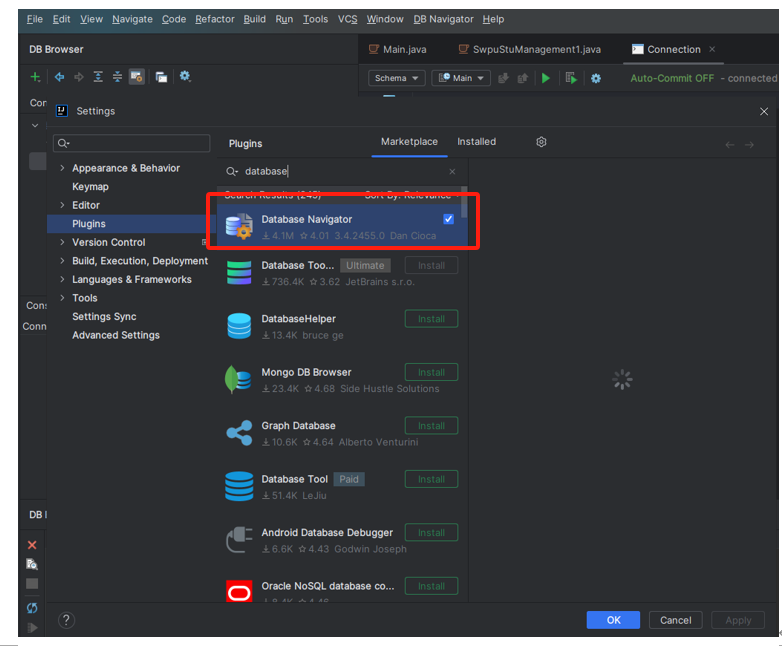 File Edit View Navigate Code Refactor Build Run Tools VCS Window DB Navigator Help
DB Browser
Main.java SwpuStuManagement1.java Connection
Schema Main Auto-Commit OFF - connected
Con
Settings
Plugins Marketplace Installed
database
Search Results (245) Sort By: Relevance
Appearance & Behavior
Keymap
Editor
Plugins
Version Control
Build, Execution, Deployment
Languages & Frameworks
Tools
Settings Sync
Advanced Settings
Cons
Conn
DB
Database Navigator
4.1M 4.01 3.4.2455.0 Dan Cioca
Database Too... Ultimate Install
736.4K 3.62 JetBrains s.r.o.
DatabaseHelper Install
13.4K bruce ge
Mongo DB Browser Install
23.4K 4.68 Side Hustle Solutions
Graph Database Install
10.6K 4.64 Alberto Venturini
Database Tool Paid Install
51.4K LeJiu
Android Database Debugger Install
6.6K 4.43 Godwin Joseph
Oracle NoSQL database co... Install
8.4K 4.46
? OK Cancel Apply